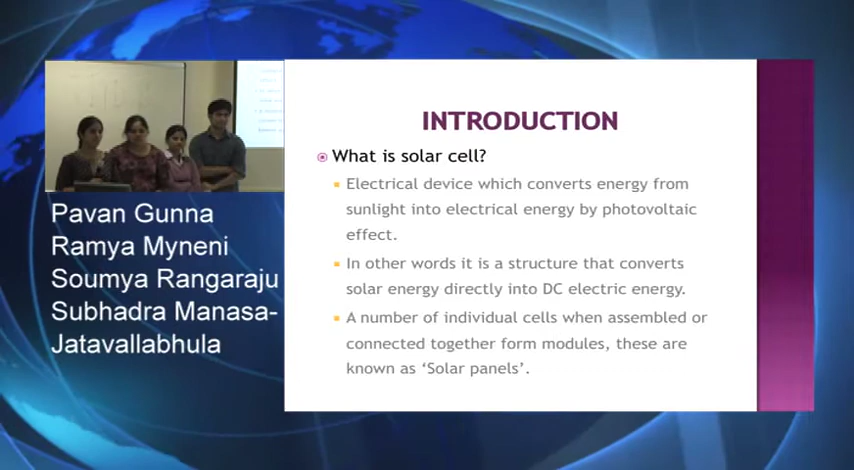 Pavan Gunna
Ramya Myneni
Soumya Rangaraju
Subhadra Manasa-
Jatavallabhula
INTRODUCTION
What is solar cell?
Electrical device which converts energy from
sunlight into electrical energy by photovoltaic
effect.
In other words it is a structure that converts
solar energy directly into DC electric energy.
A number of individual cells when assembled or
connected together form modules, these are
known as ‘Solar panels’.